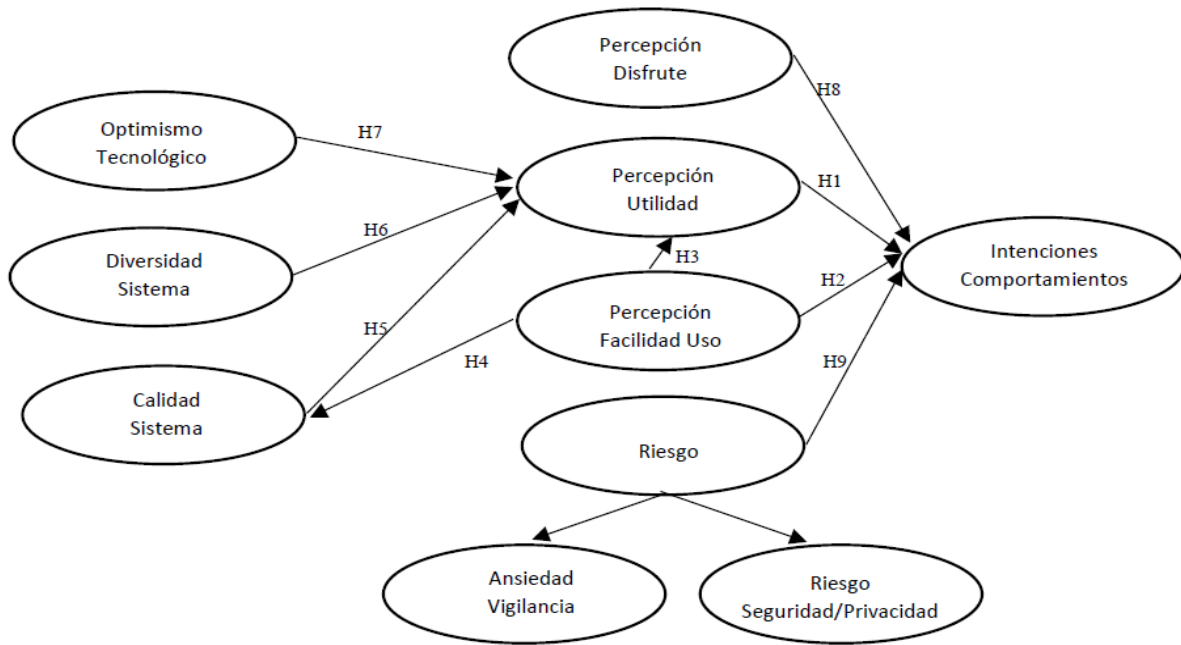 Percepción
Disfrute
H8
Optimismo
Tecnológico
H7
Percepción
Utilidad
H1
Diversidad
Sistema
H6
H3
Intenciones
Comportamientos
H2
Percepción
Facilidad Uso
H5
H4
H9
Calidad
Sistema
Riesgo
Ansiedad
Vigilancia
Riesgo
Seguridad/Privacidad